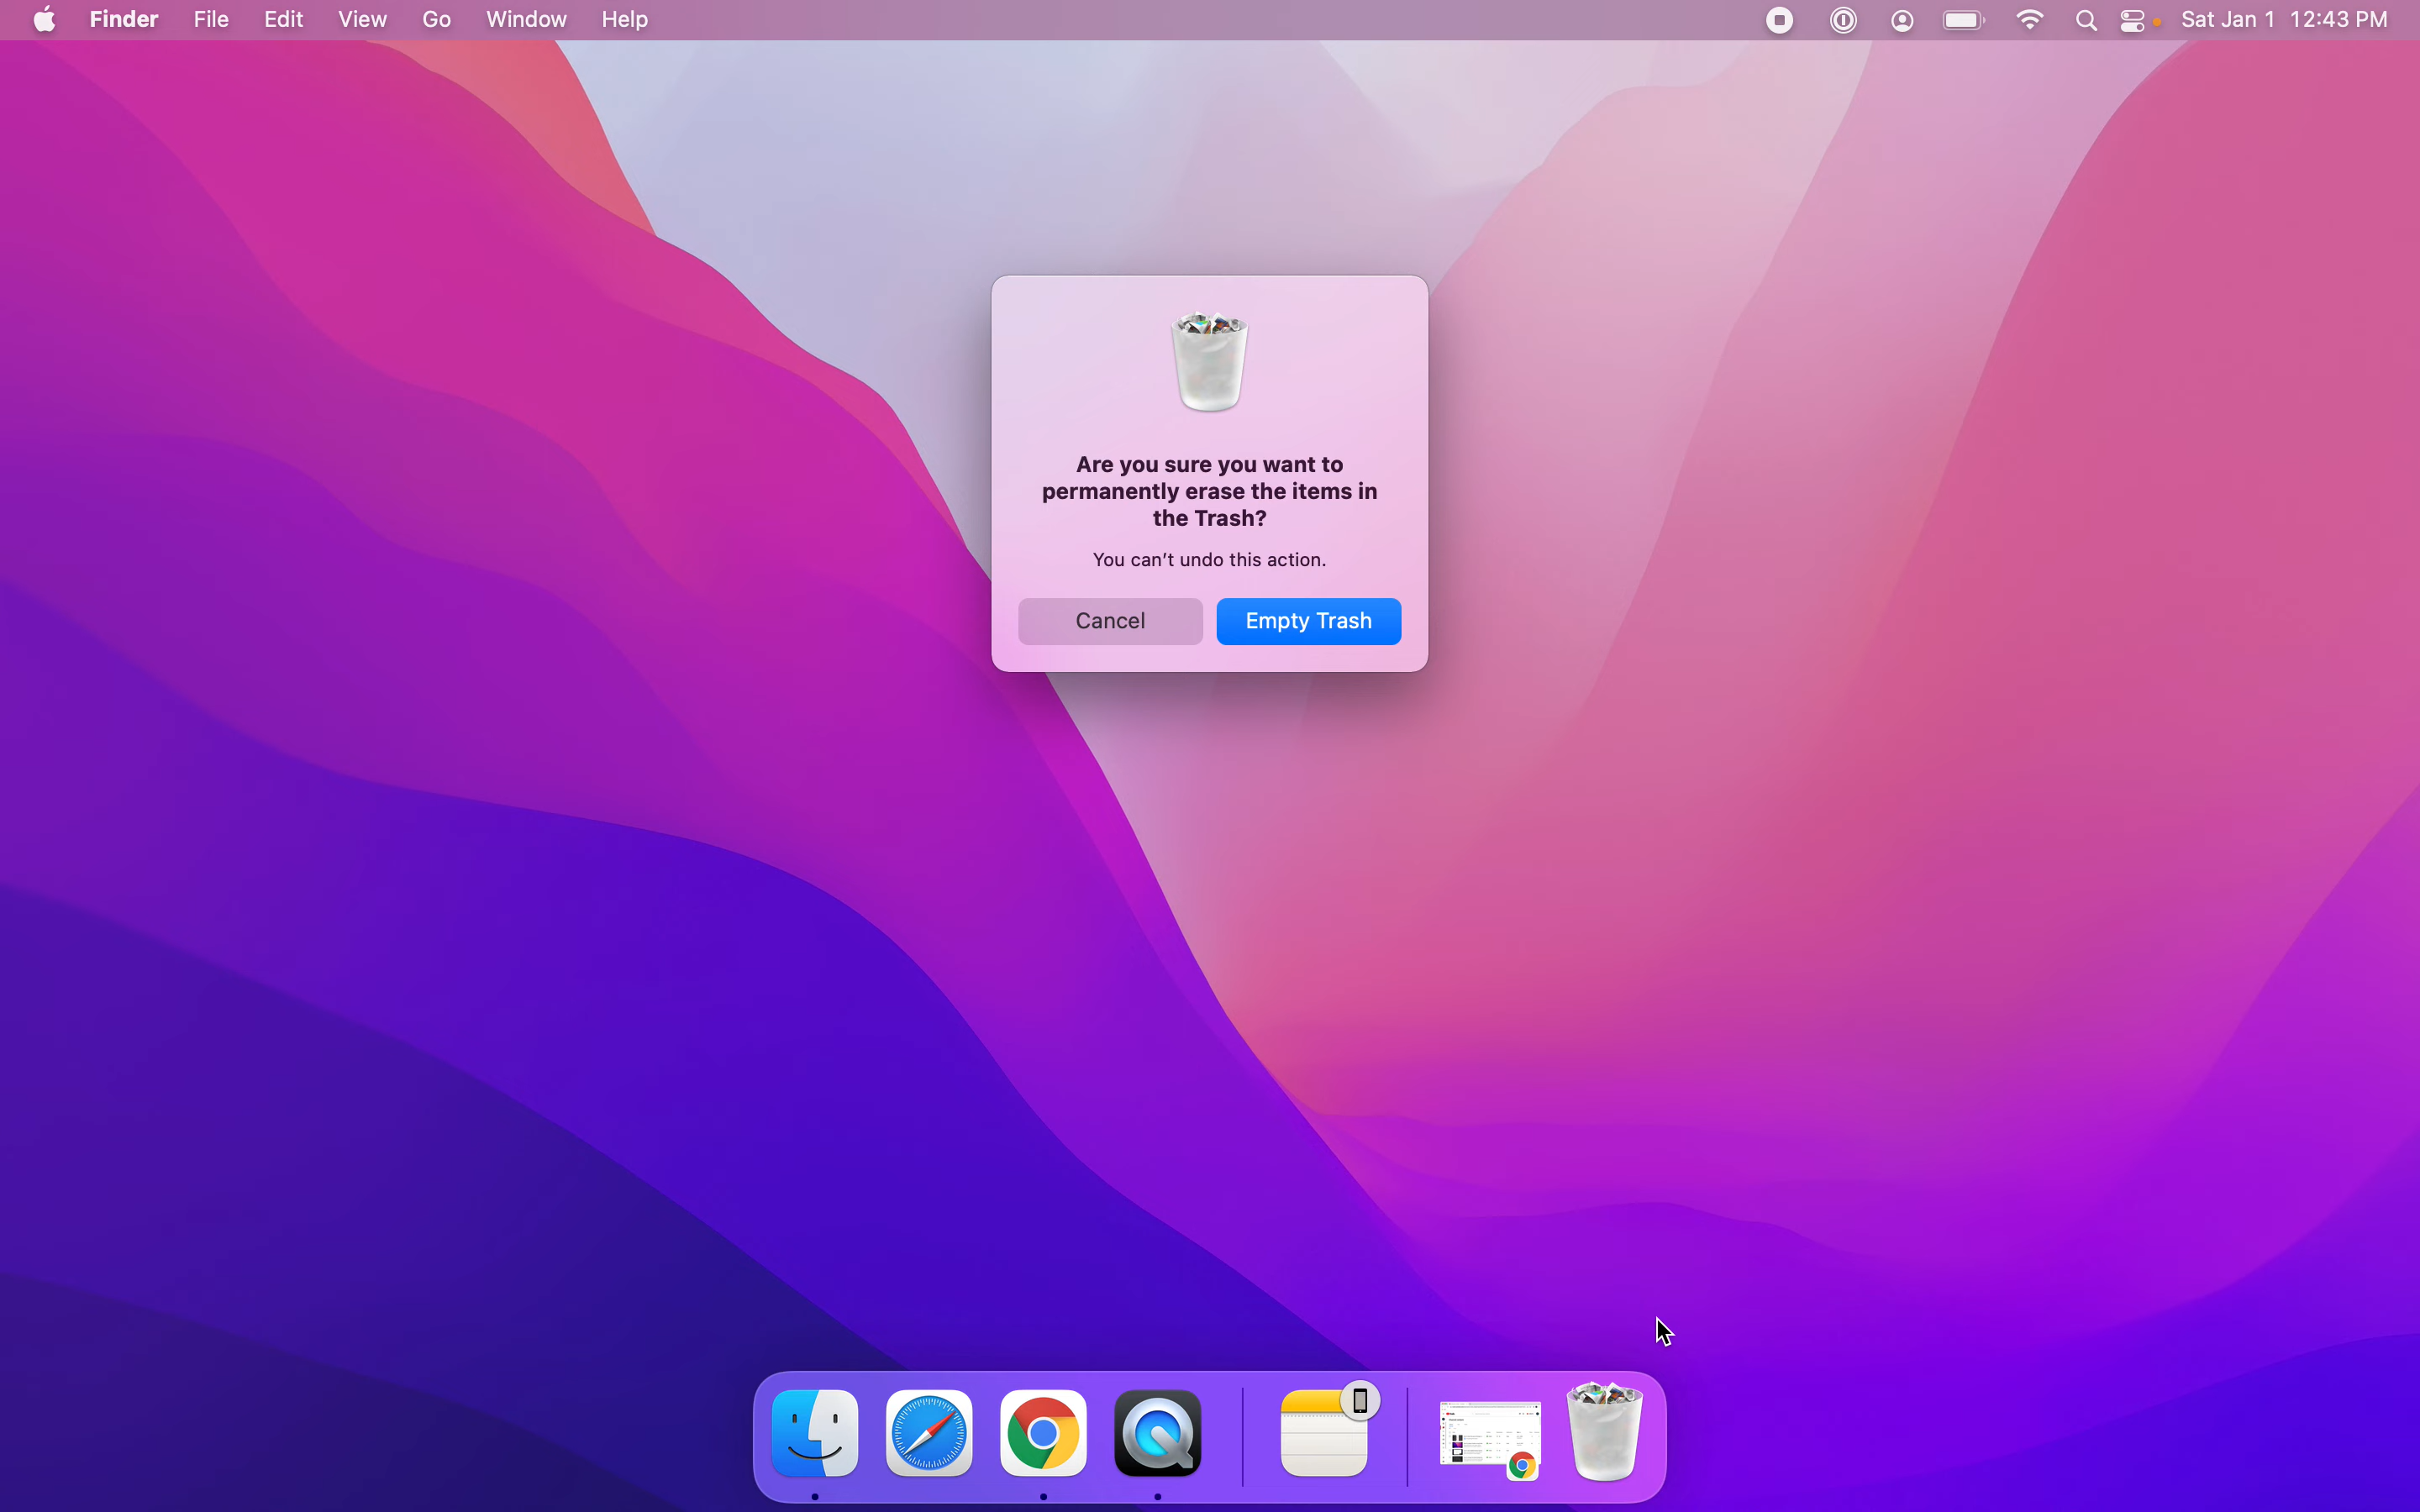 Finder File Edit View Go Window Help Sat Jan 1 12:43 PM
Are you sure you want to
permanently erase the items in
the Trash?
You can’t undo this action.
Cancel Empty Trash